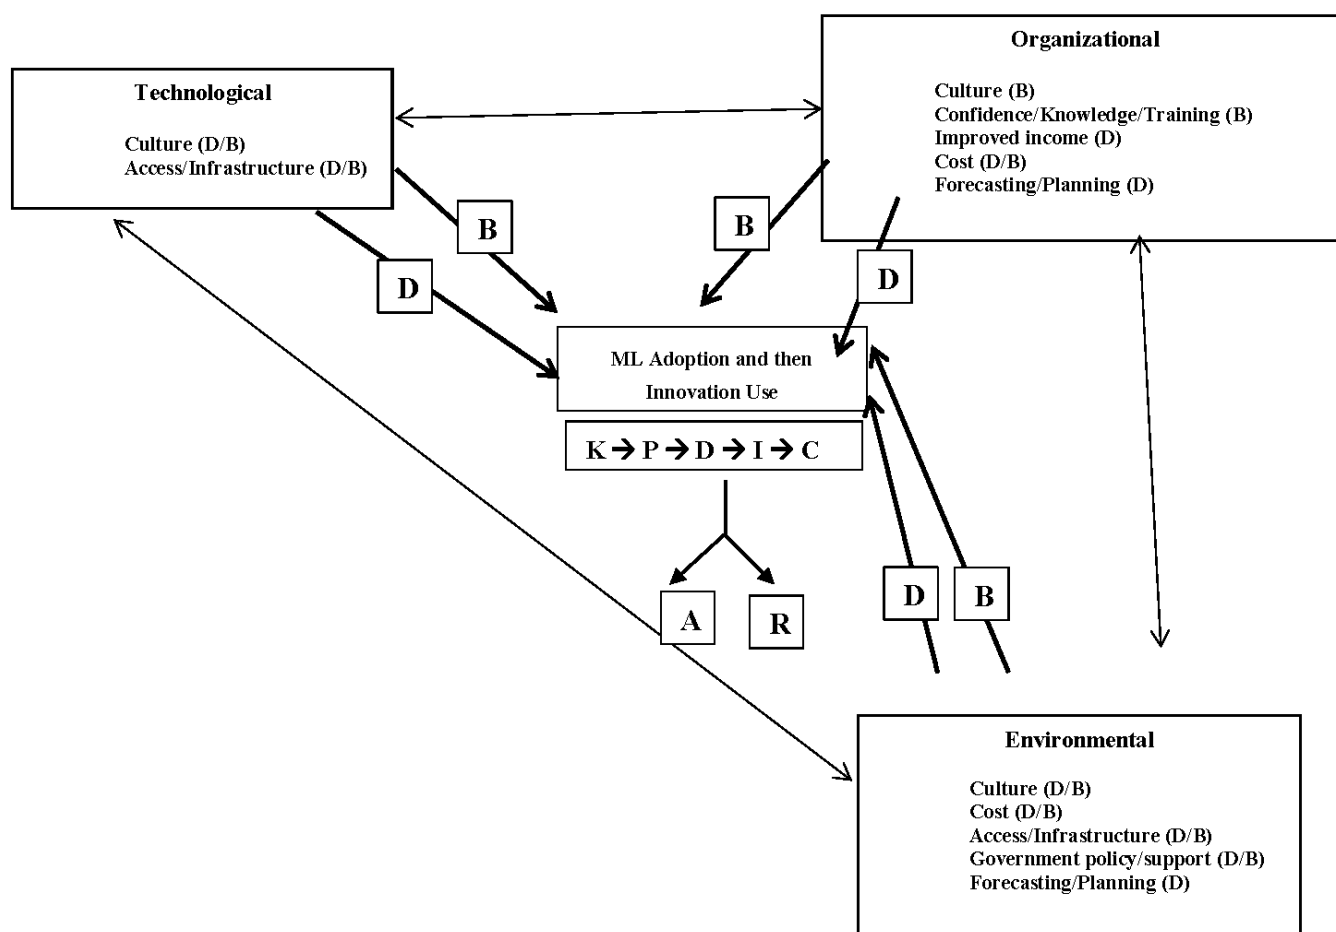 Organizational
Culture (B)
Confidence/Knowledge/Training (B)
Improved income (D)
Cost (D/B)
Forecasting/Planning (D)
Technological
Culture (D/B)
Access/Infrastructure (D/B)
B
B
D
D
ML Adoption and then
Innovation Use
K → P → D → I → C
D
B
A
R
Environmental
Culture (D/B)
Cost (D/B)
Access/Infrastructure (D/B)
Government policy/support (D/B)
Forecasting/Planning (D)